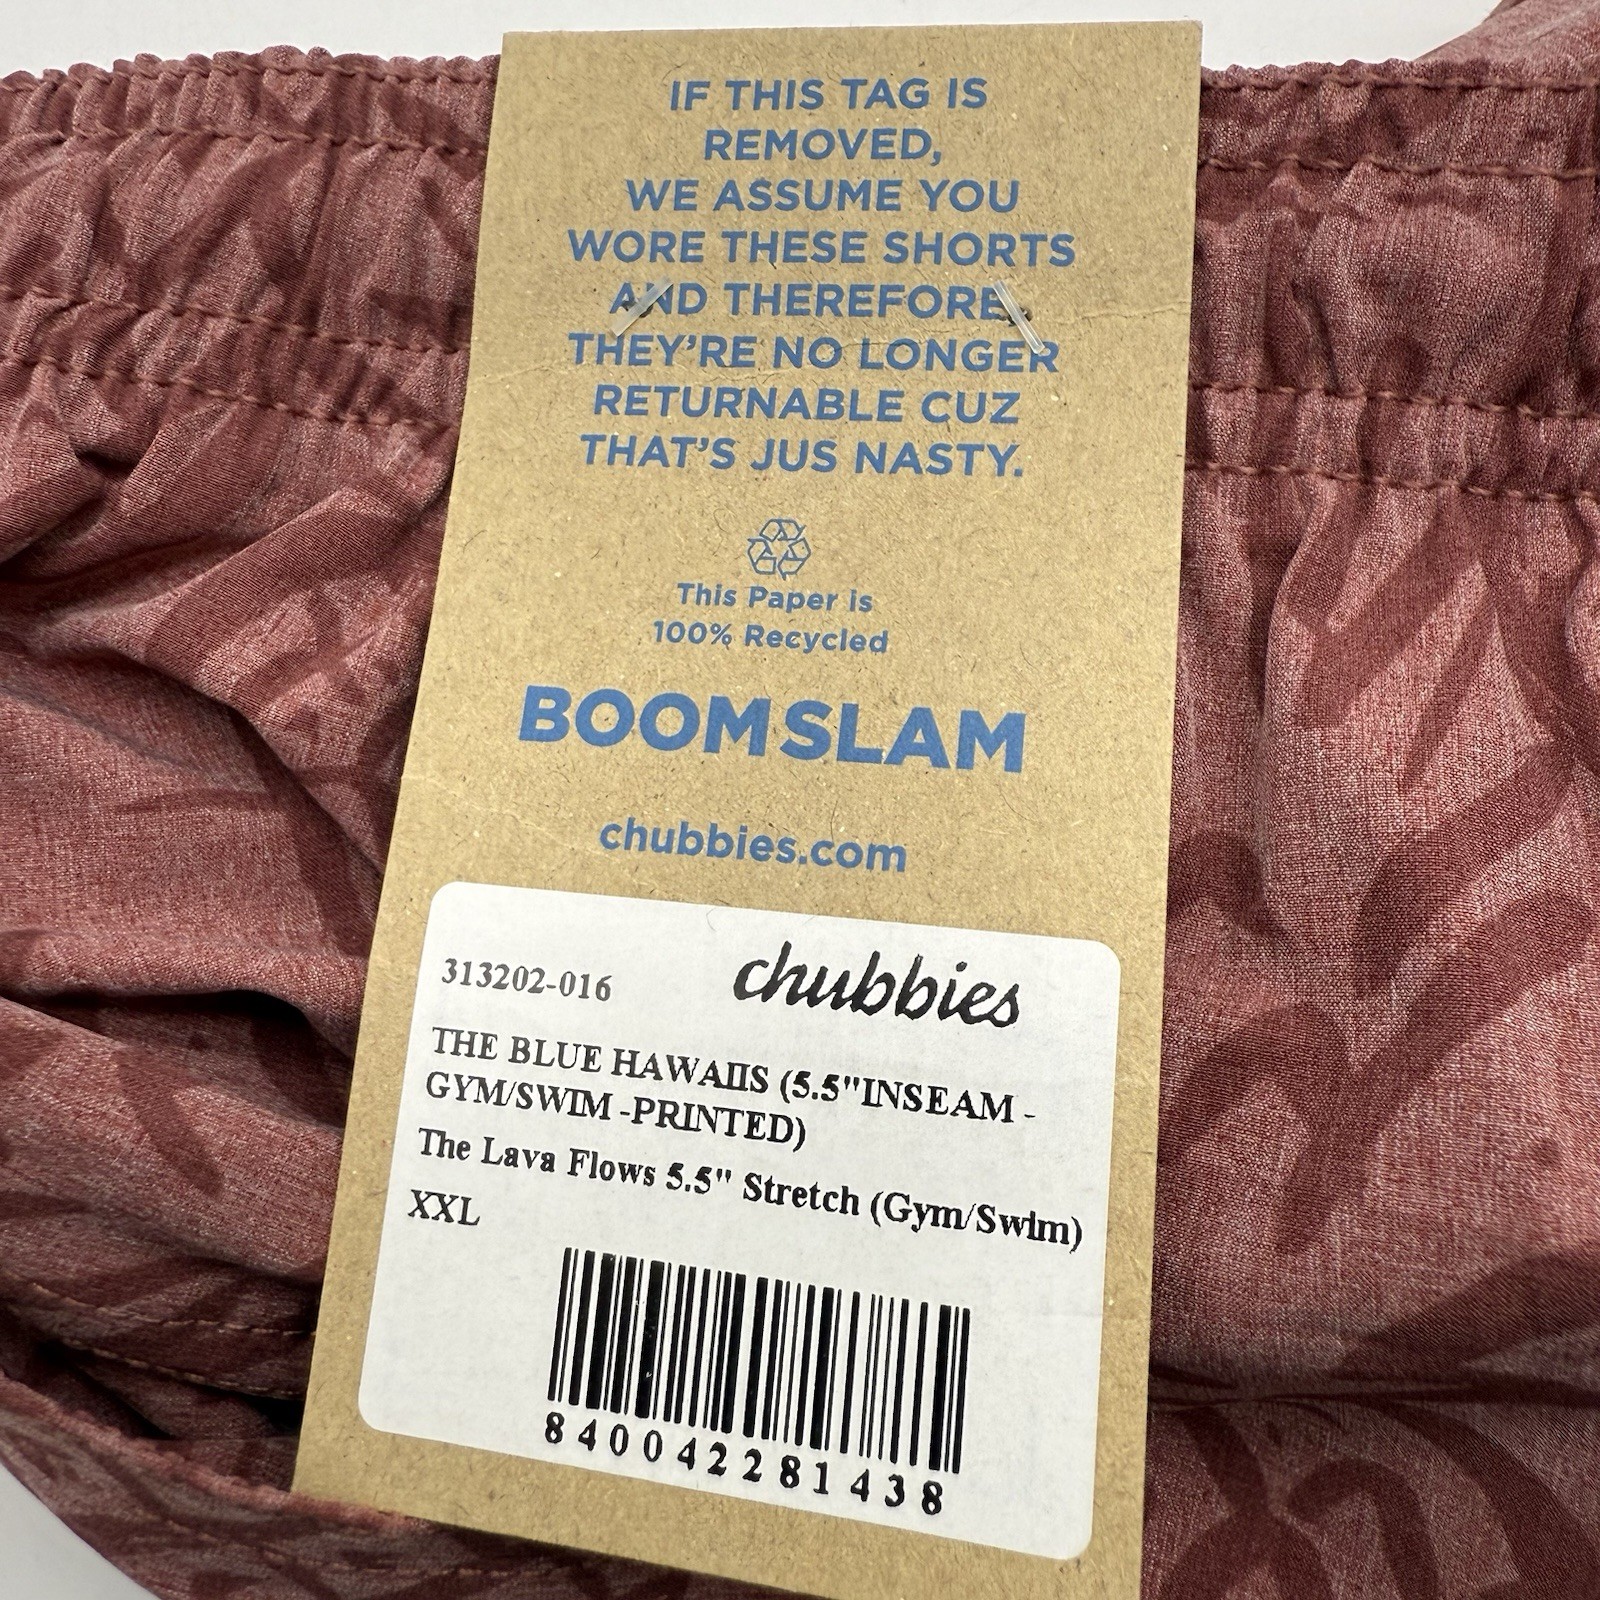 IF THIS TAG IS
REMOVED,
WE ASSUME YOU
WORE THESE SHORTS
AND THEREFORE,
THEY'RE NO LONGER
RETURNABLE CUZ
THAT'S JUS NASTY.
This Paper is
100% Recycled
BOOMSLAM
chubbies.com
313202-016
chubbies
THE BLUE HAWAIIS (5.5"INSEAM -
GYM/SWIM -PRINTED)
The Lava Flows 5.5" Stretch (Gym/Swim)
XXL
840042281438